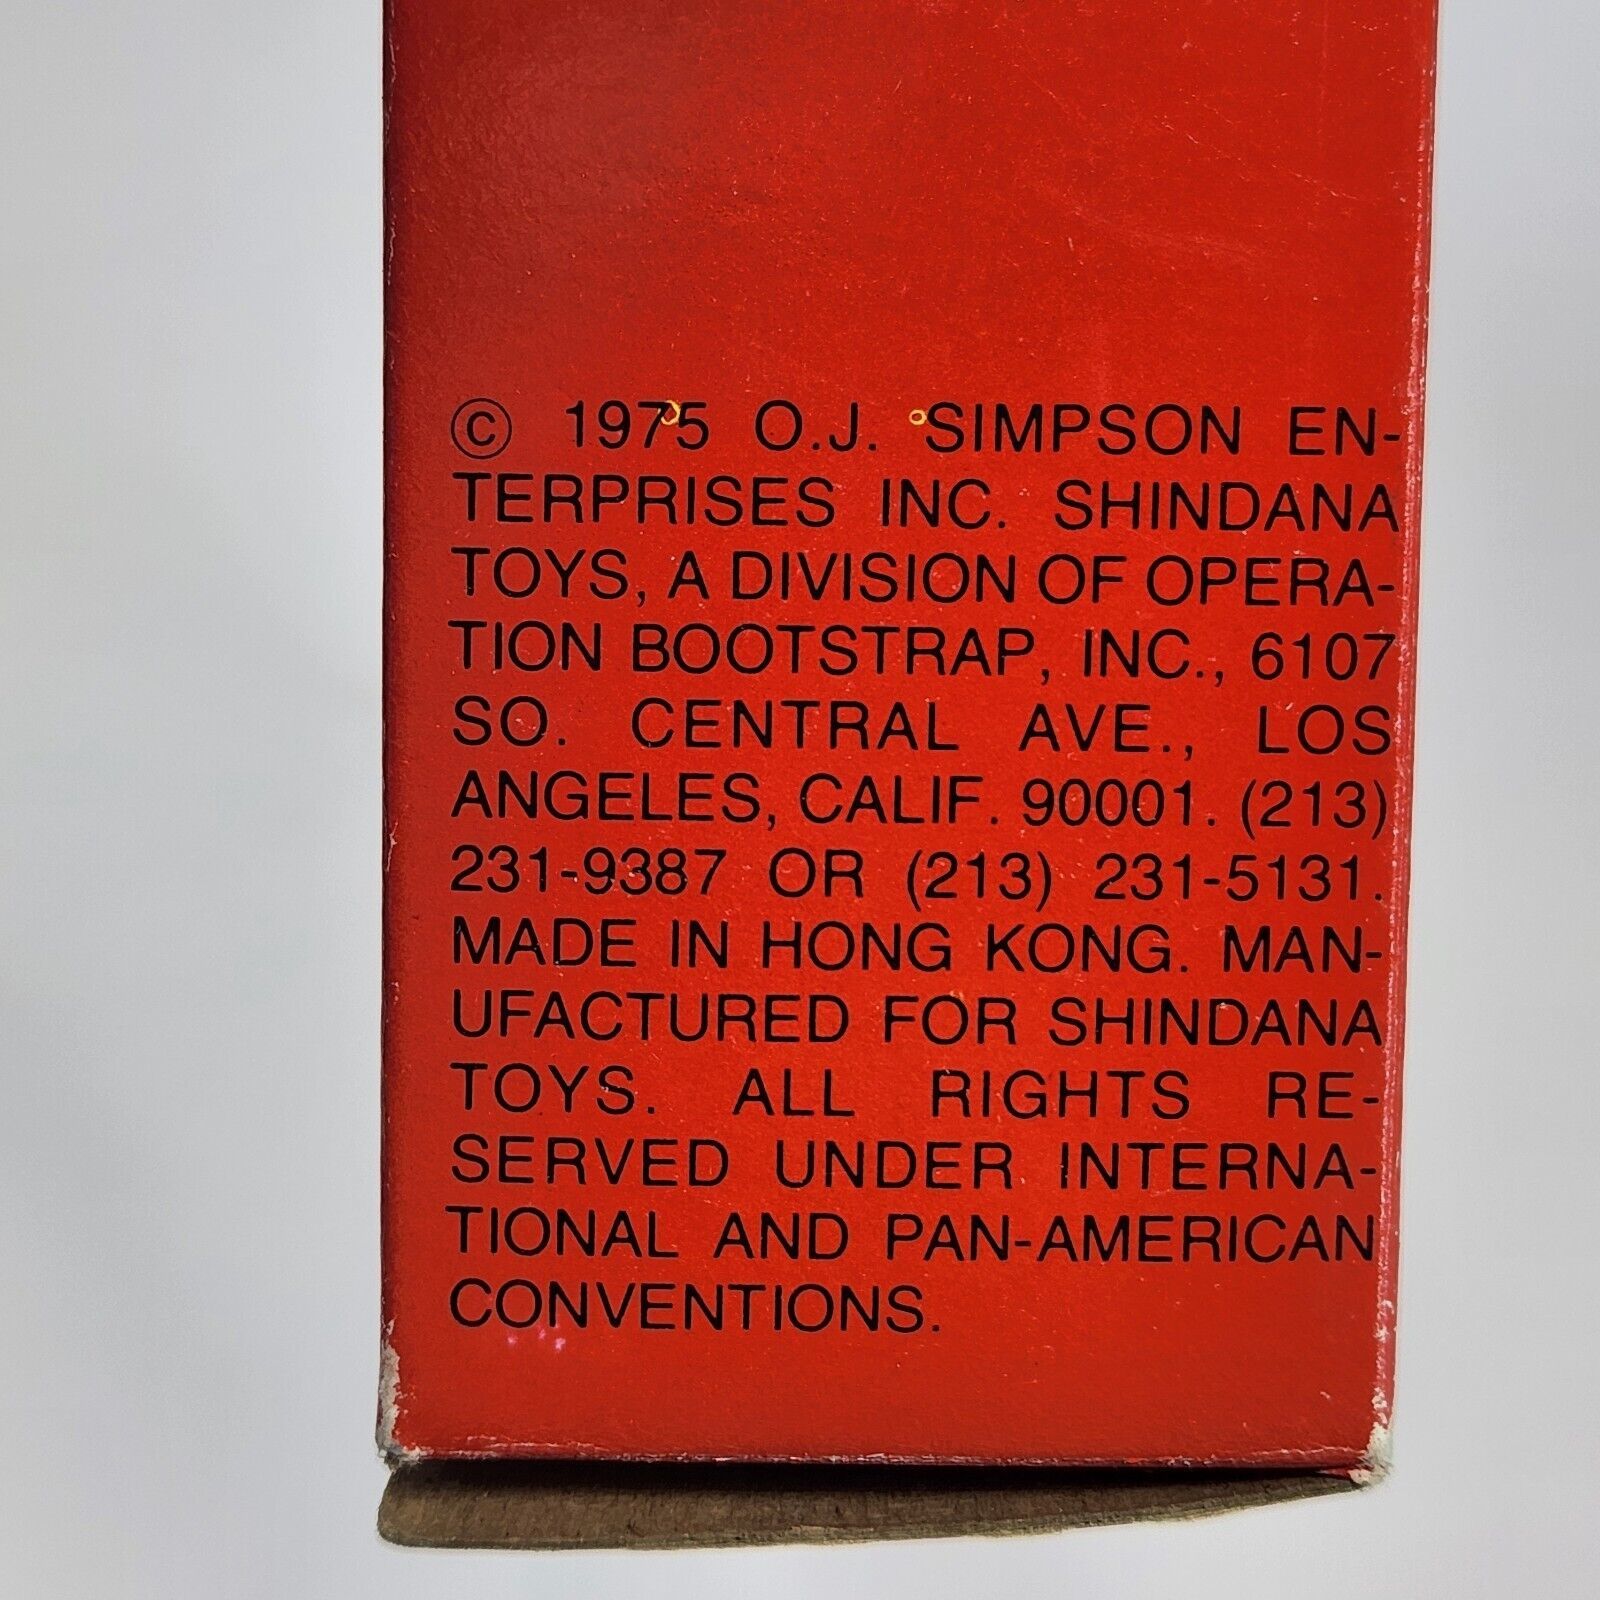 © 1975 O.J. SIMPSON EN-
TERPRISES INC. SHINDANA
TOYS, A DIVISION OF OPERA-
TION BOOTSTRAP, INC., 6107
SO. CENTRAL AVE., LOS
ANGELES, CALIF. 90001. (213)
231-9387 OR (213) 231-5131.
MADE IN HONG KONG. MAN-
UFACTURED FOR SHINDANA
TOYS. ALL RIGHTS RE-
SERVED UNDER INTERNA-
TIONAL AND PAN-AMERICAN
CONVENTIONS.